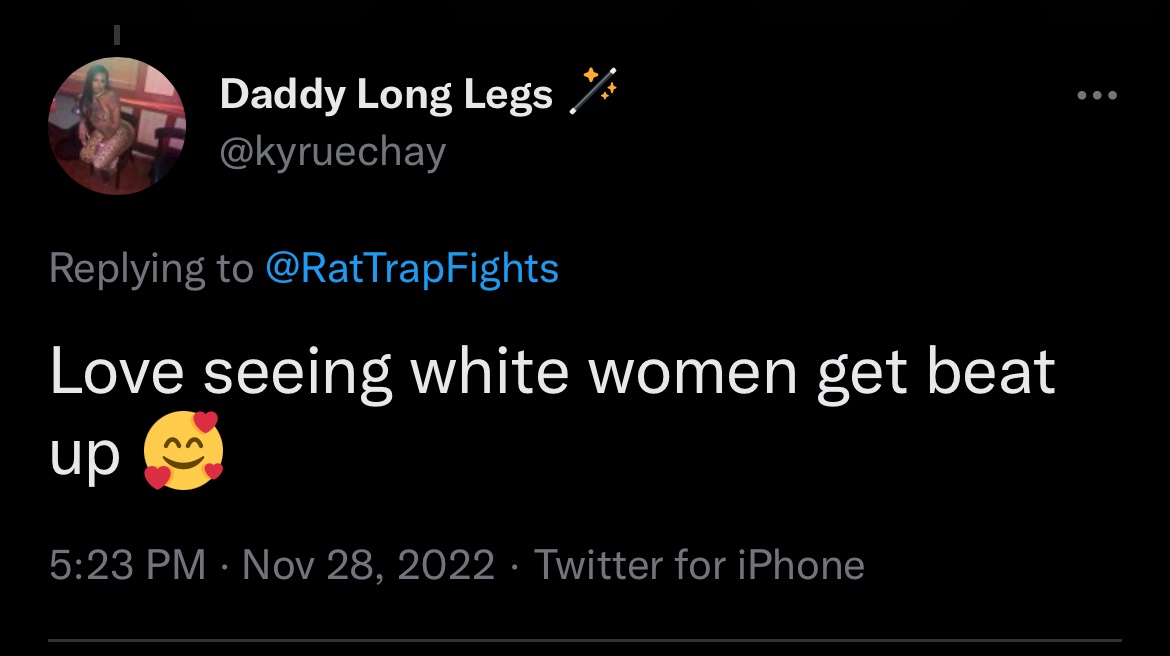 Daddy Long Legs 🪄
@kyruechay
Replying to @RatTrapFights
Love seeing white women get beat
up 🥰
5:23 PM · Nov 28, 2022 · Twitter for iPhone